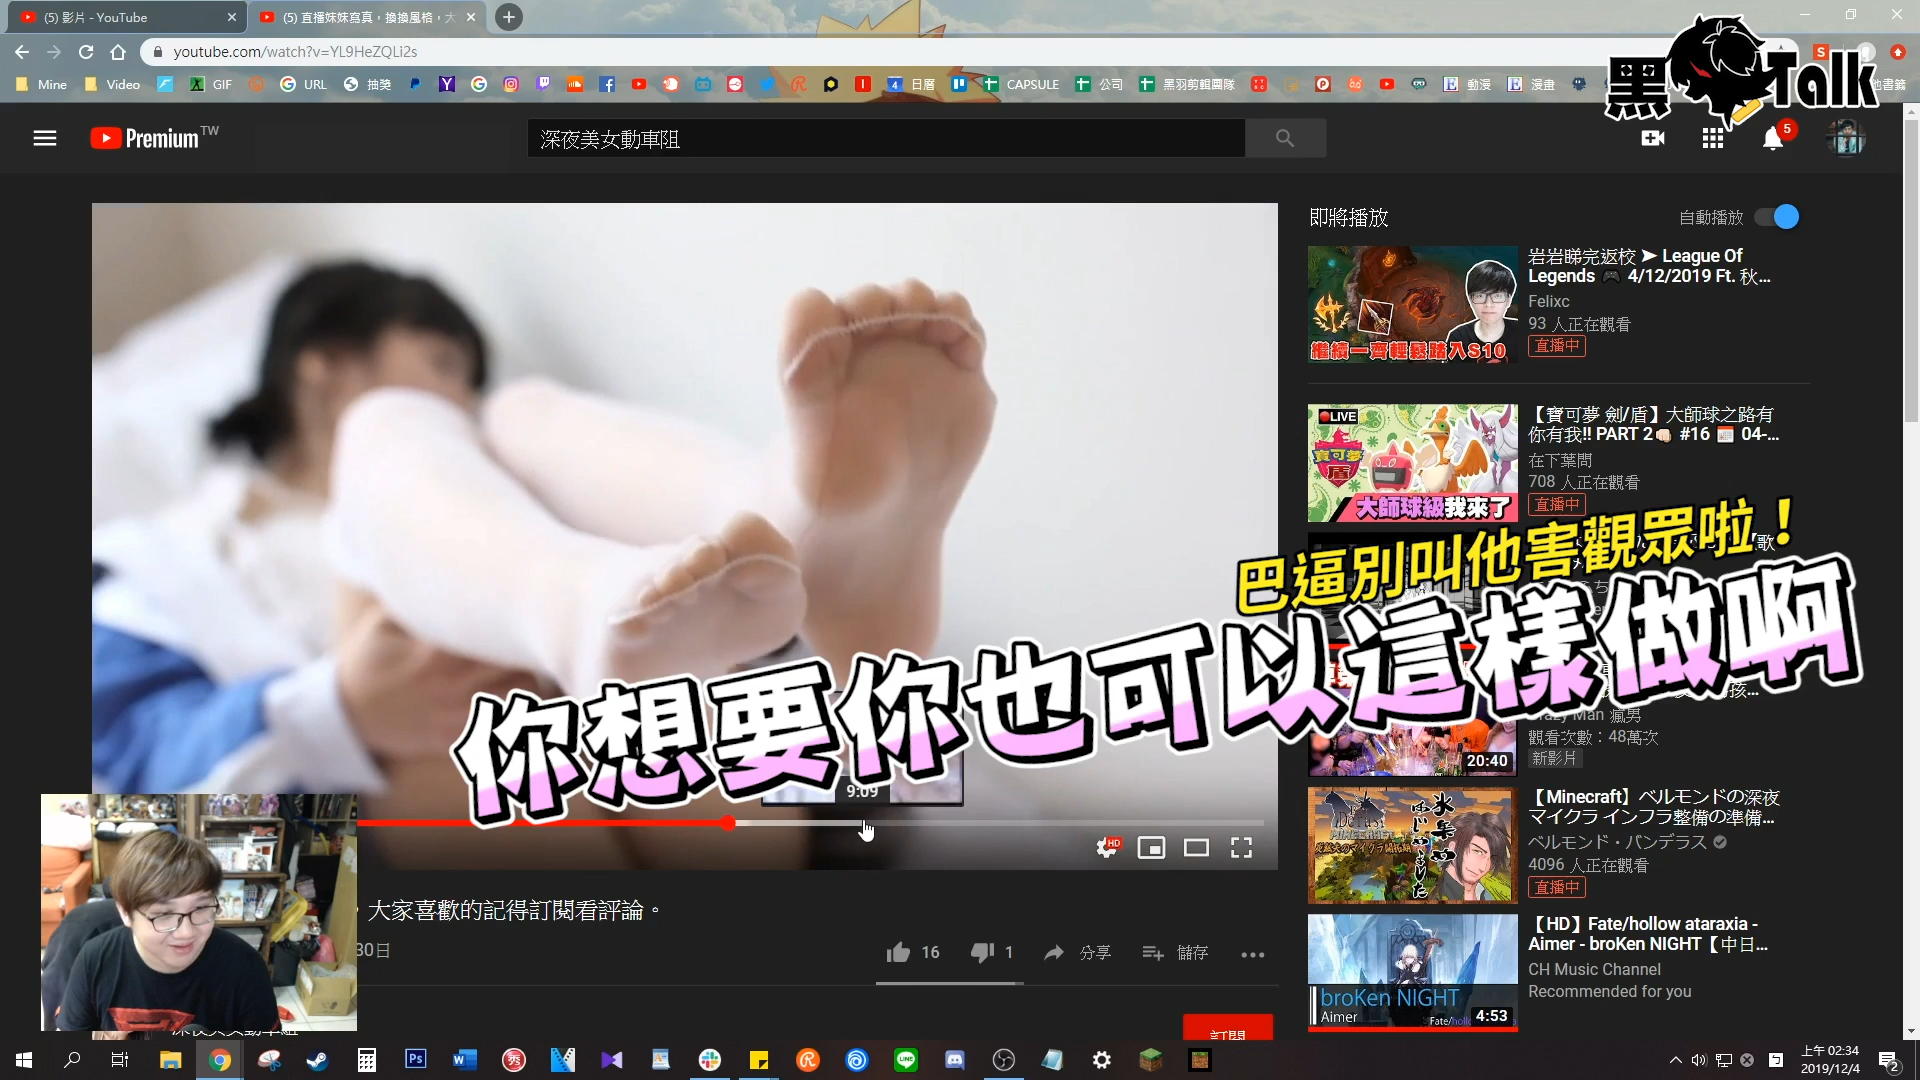 (5) 影片 - YouTube
(5) 直播妹妹寫真，換換風格，大
youtube.com/watch?v=YL9HeZQLi2s
Mine
Video
GIF
URL
抽獎
日曆
CAPSULE
公司
黑羽剪輯團隊
動漫
漫畫
他書籤
黑Talk
Premium TW
深夜美女動車阻
5
即將播放
自動播放
岩岩睇完返校 ➤ League Of
Legends 🎮 4/12/2019 Ft. 秋...
Felixc
93 人正在觀看
直播中
繼續一齊輕鬆踏入S10
【寶可夢 劍/盾】大師球之路有
你有我!! PART 2👊🏻 #16 🗓 04-...
在下葉問
708 人正在觀看
直播中
LIVE
寶可夢
盾
大師球級我來了
巴逼別叫他害觀眾啦！
你想要你也可以這樣做啊
razy Man 瘋男
觀看次數：48萬次
新影片
20:40
9:09
HD
【Minecraft】ベルモンドの深夜
マイクラ インフラ整備の準備...
ベルモンド・バンデラス
4096 人正在觀看
直播中
【HD】Fate/hollow ataraxia -
Aimer - broKen NIGHT【中日...
CH Music Channel
Recommended for you
broKen NIGHT
Aimer
4:53
大家喜歡的記得訂閱看評論。
30日
16
1
分享
儲存
訂閱
上午 02:34
2019/12/4
2